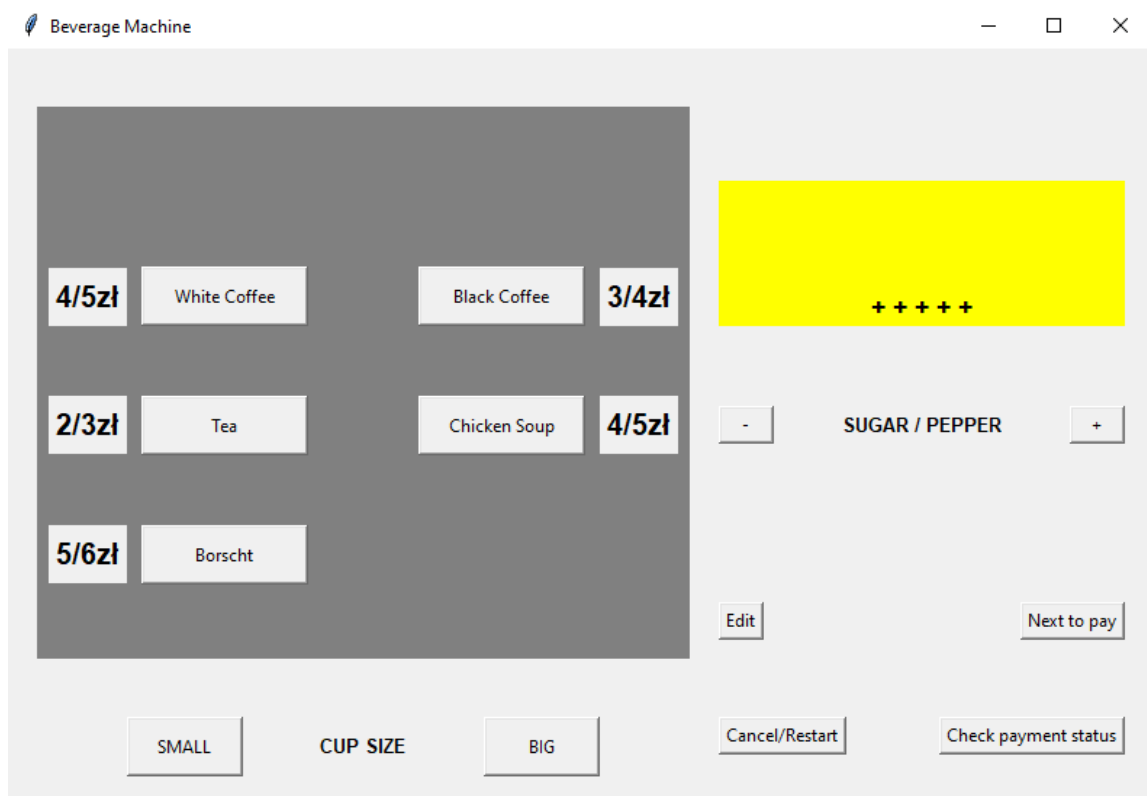 Beverage Machine
4/5zł White Coffee Black Coffee 3/4zł
+ + + + +
2/3zł Tea Chicken Soup 4/5zł
- SUGAR / PEPPER +
5/6zł Borscht
Edit Next to pay
SMALL CUP SIZE BIG
Cancel/Restart Check payment status